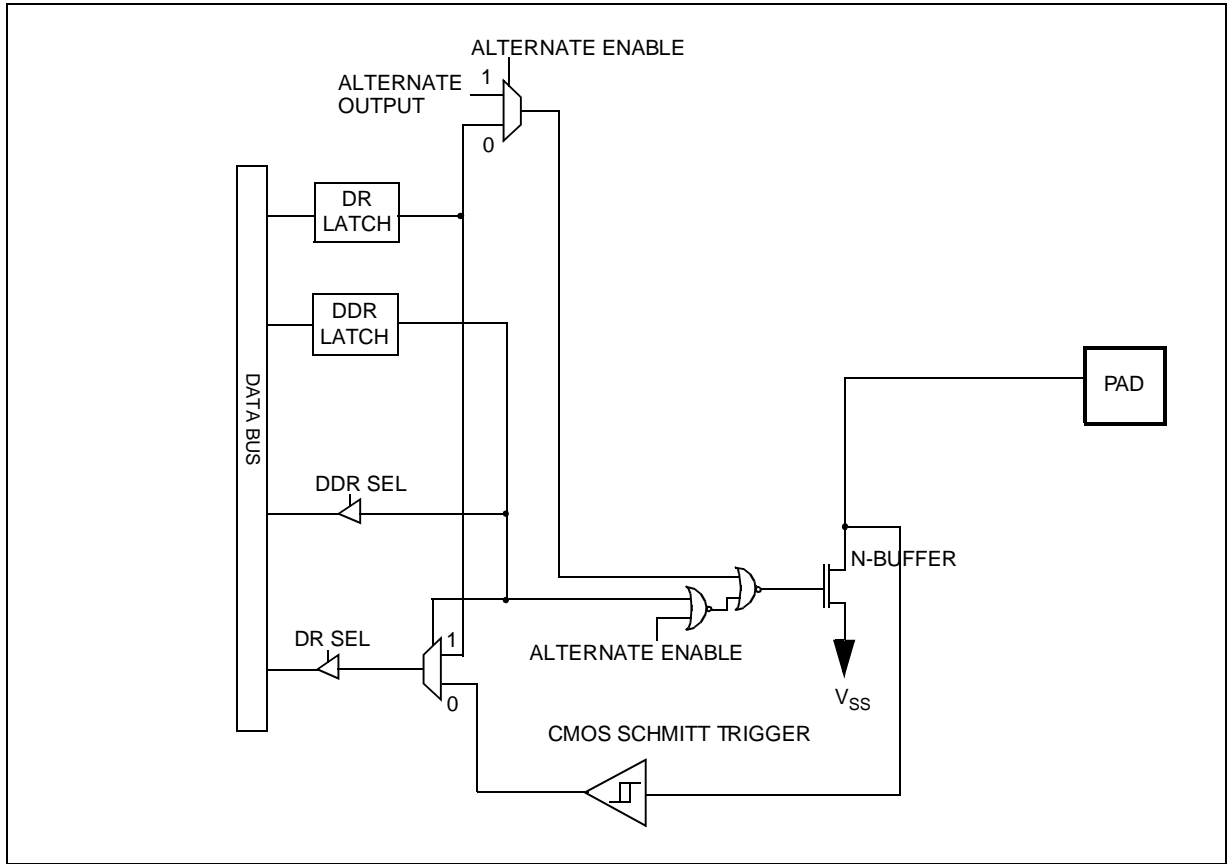 ALTERNATE ENABLE
ALTERNATE
OUTPUT
1
0
DR
LATCH
DDR
LATCH
DATA BUS
PAD
DDR SEL
N-BUFFER
DR SEL
1
0
ALTERNATE ENABLE
VSS
CMOS SCHMITT TRIGGER